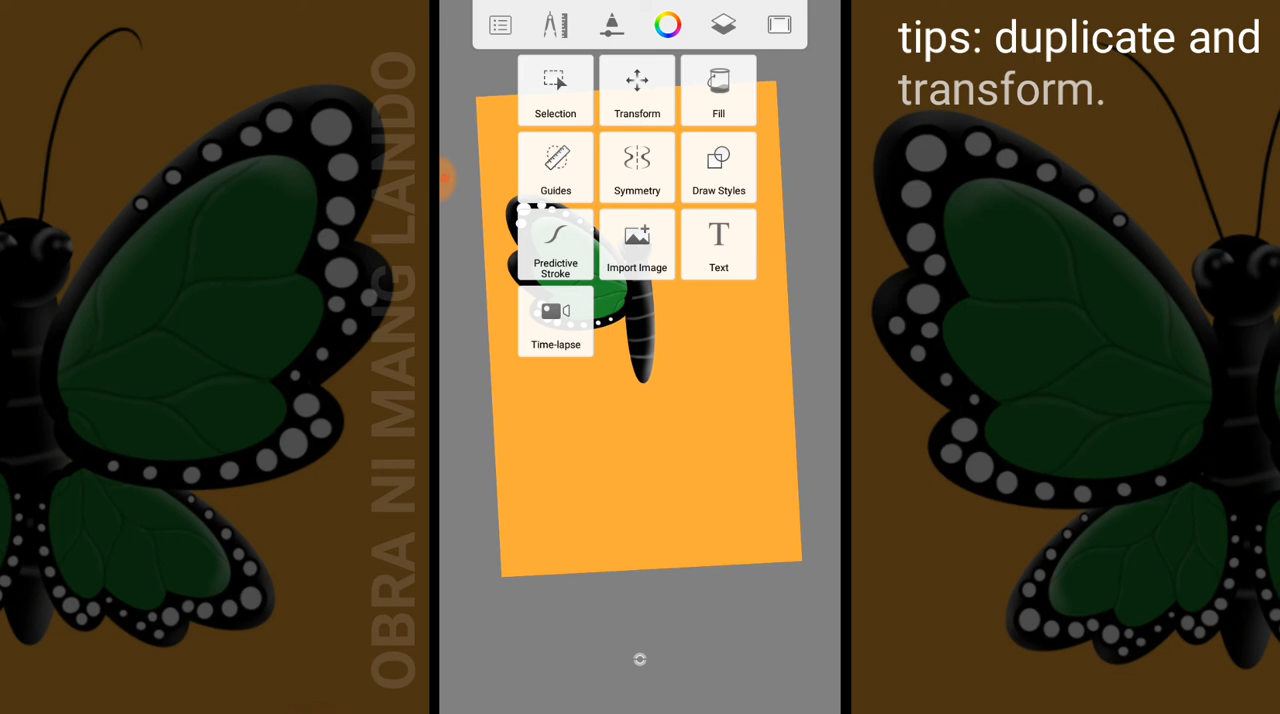 tips: duplicate and
transform.
OBRA NI MANG LANDO
Selection
Transform
Fill
Guides
Symmetry
Draw Styles
Predictive
Stroke
Import Image
Text
Time-lapse